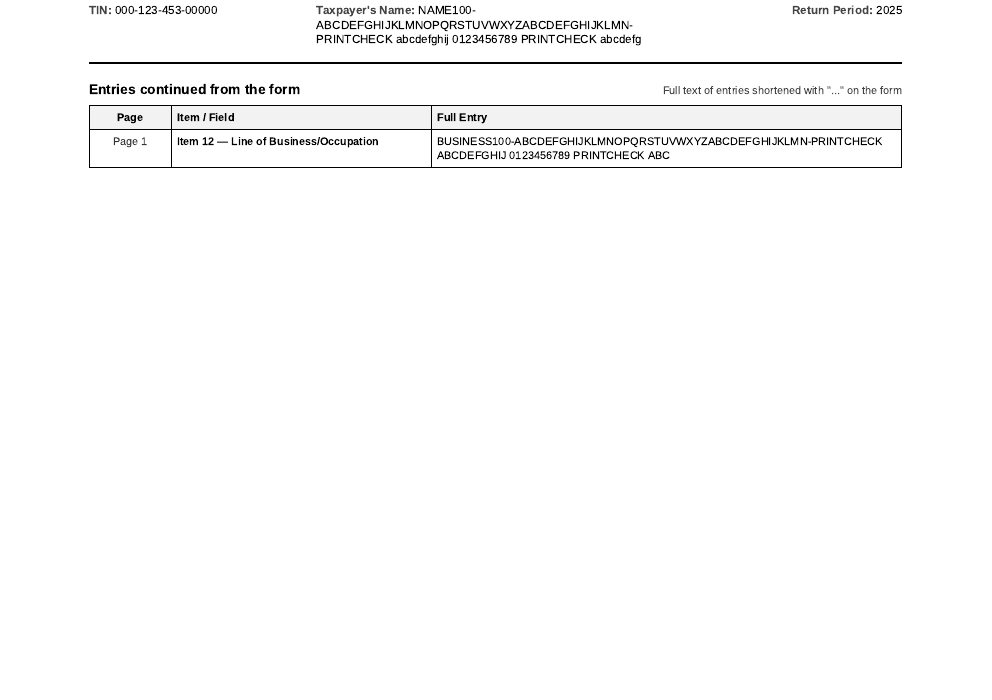 TIN: 000-123-453-00000 Taxpayer's Name: NAME100- Return Period: 2025
ABCDEFGHIJKLMNOPQRSTUVWXYZABCDEFGHIJKLMN-
PRINTCHECK abcdefghij 0123456789 PRINTCHECK abcdefg
Entries continued from the form Full text of entries shortened with "..." on the form
Page Item / Field Full Entry
Page 1 Item 12 — Line of Business/Occupation BUSINESS100-ABCDEFGHIJKLMNOPQRSTUVWXYZABCDEFGHIJKLMN-PRINTCHECK
ABCDEFGHIJ 0123456789 PRINTCHECK ABC